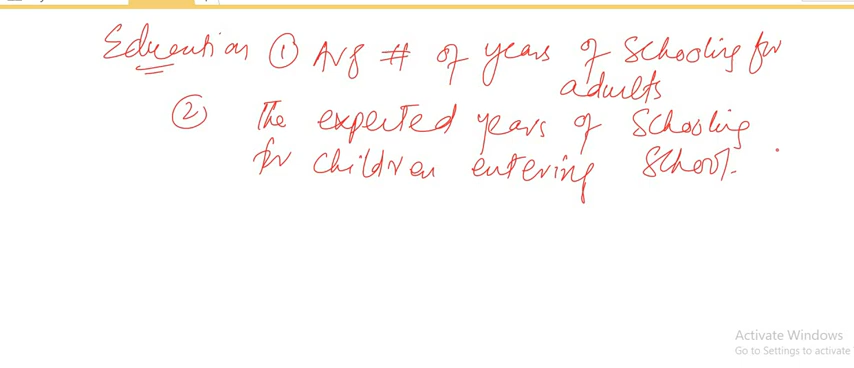 Education ① Avg # of years of schooling for
adults
② The expected years of schooling
for children entering school.
Activate Windows
Go to Settings to activate